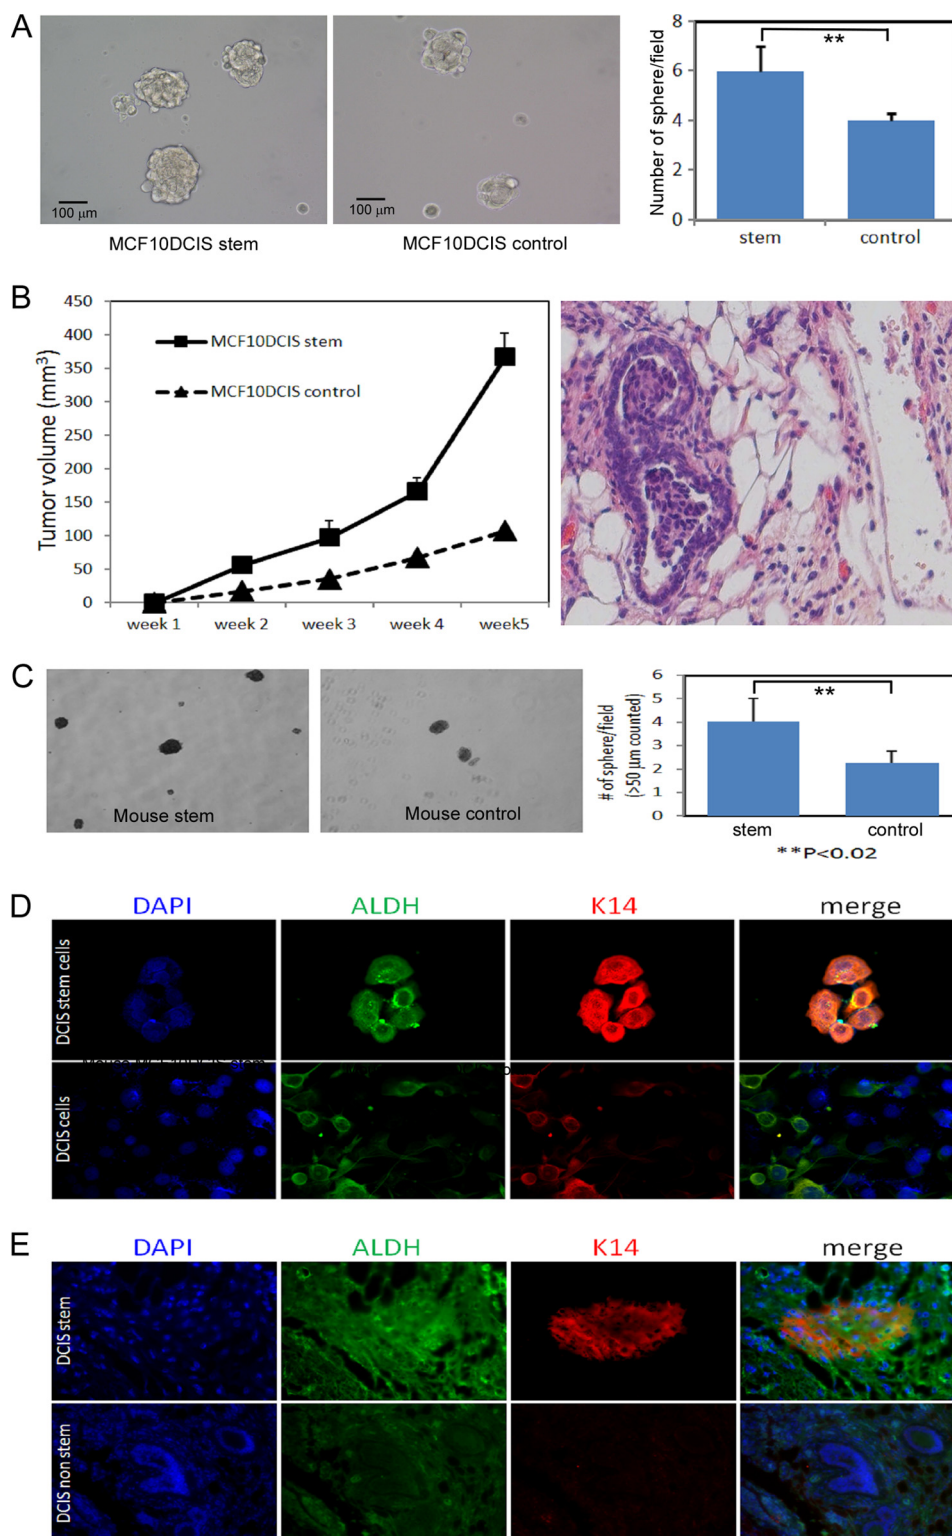 A
100 µm
100 µm
MCF10DCIS stem
MCF10DCIS control
Number of sphere/field
8
6
4
2
0
**
stem
control
B
Tumor volume (mm3)
450
400
350
300
250
200
150
100
50
0
MCF10DCIS stem
MCF10DCIS control
week 1
week 2
week 3
week 4
week5
C
Mouse stem
Mouse control
# of sphere/field
(>50 µm counted)
6
5
4
3
2
1
0
**
stem
control
**P<0.02
D
DAPI
ALDH
K14
merge
DCIS stem cells
DCIS cells
E
DAPI
ALDH
K14
merge
DCIS stem
DCIS non stem